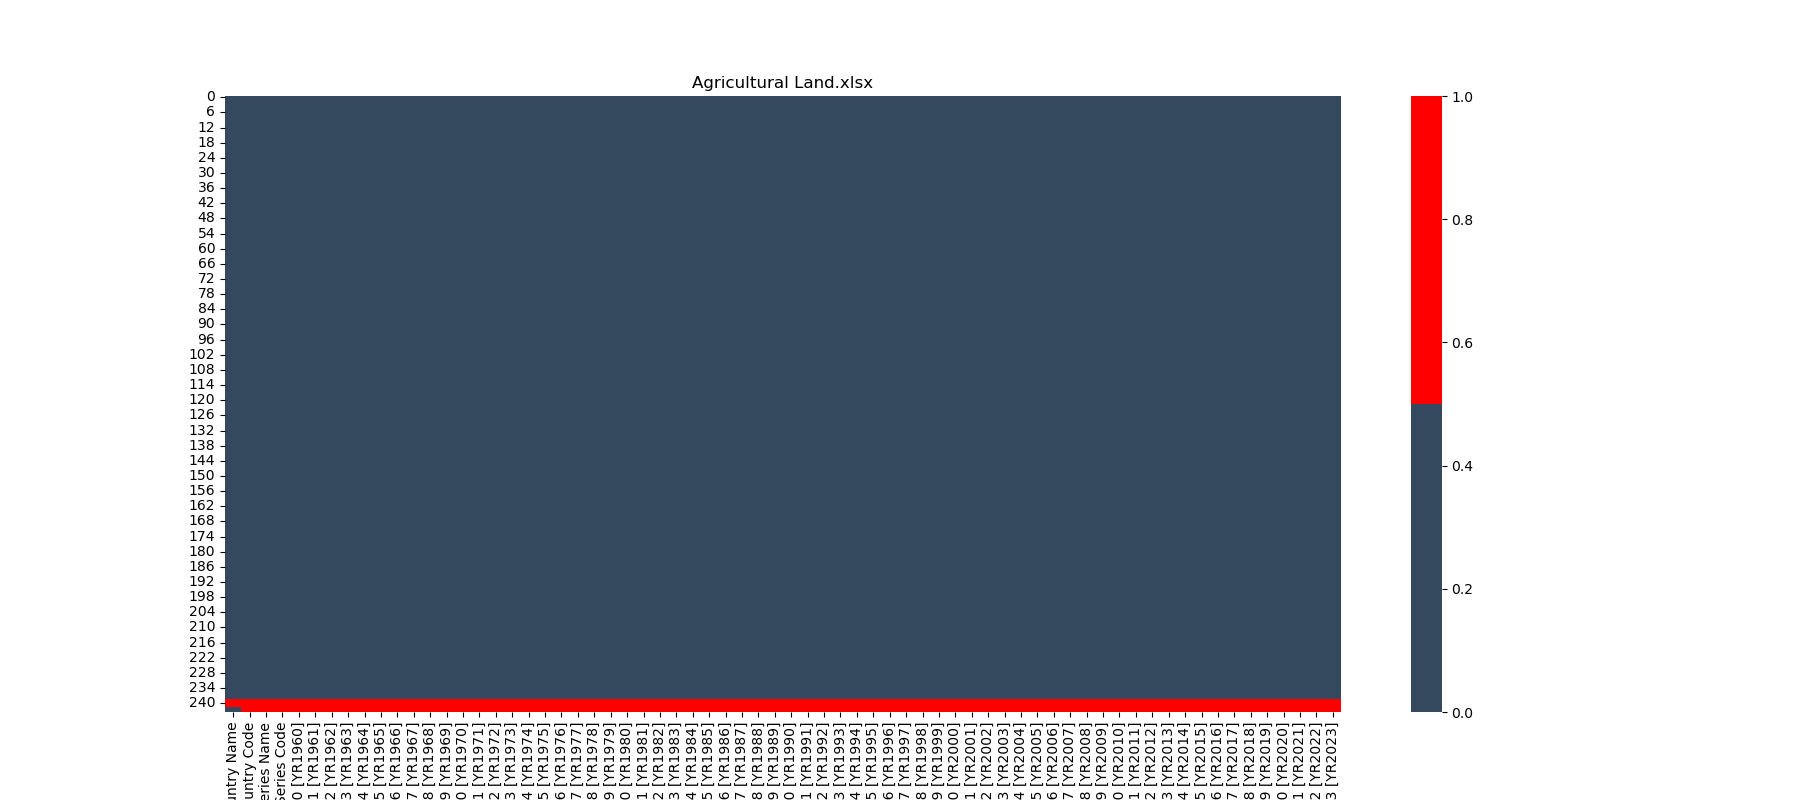 Agricultural Land.xlsx
0
6
12
18
24
30
36
42
48
54
60
66
72
78
84
90
96
102
108
114
120
126
132
138
144
150
156
162
168
174
180
186
192
198
204
210
216
222
228
234
240
untry Name
untry Code
eries Name
Series Code
0 [YR1960]
1 [YR1961]
2 [YR1962]
3 [YR1963]
4 [YR1964]
5 [YR1965]
6 [YR1966]
7 [YR1967]
8 [YR1968]
9 [YR1969]
0 [YR1970]
1 [YR1971]
2 [YR1972]
3 [YR1973]
4 [YR1974]
5 [YR1975]
6 [YR1976]
7 [YR1977]
8 [YR1978]
9 [YR1979]
0 [YR1980]
1 [YR1981]
2 [YR1982]
3 [YR1983]
4 [YR1984]
5 [YR1985]
6 [YR1986]
7 [YR1987]
8 [YR1988]
9 [YR1989]
0 [YR1990]
1 [YR1991]
2 [YR1992]
3 [YR1993]
4 [YR1994]
5 [YR1995]
6 [YR1996]
7 [YR1997]
8 [YR1998]
9 [YR1999]
0 [YR2000]
1 [YR2001]
2 [YR2002]
3 [YR2003]
4 [YR2004]
5 [YR2005]
6 [YR2006]
7 [YR2007]
8 [YR2008]
9 [YR2009]
0 [YR2010]
1 [YR2011]
2 [YR2012]
3 [YR2013]
4 [YR2014]
5 [YR2015]
6 [YR2016]
7 [YR2017]
8 [YR2018]
9 [YR2019]
0 [YR2020]
1 [YR2021]
2 [YR2022]
3 [YR2023]
1.0
0.8
0.6
0.4
0.2
0.0